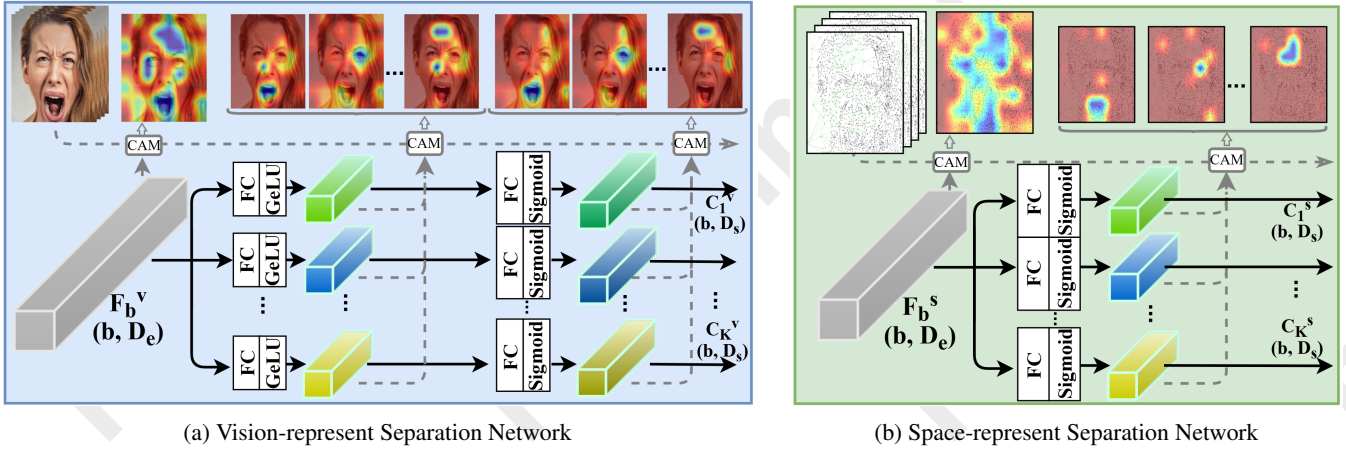 ...
...
CAM
CAM
CAM
FC
GeLU
FC
Sigmoid
C1v
(b, Ds)
FC
GeLU
FC
Sigmoid
Fbv
(b, De)
...
...
...
...
...
FC
GeLU
FC
Sigmoid
CKv
(b, Ds)
(a) Vision-represent Separation Network
...
CAM
CAM
FC
Sigmoid
C1s
(b, Ds)
FC
Sigmoid
Fbs
(b, De)
...
...
...
FC
Sigmoid
CKs
(b, Ds)
(b) Space-represent Separation Network